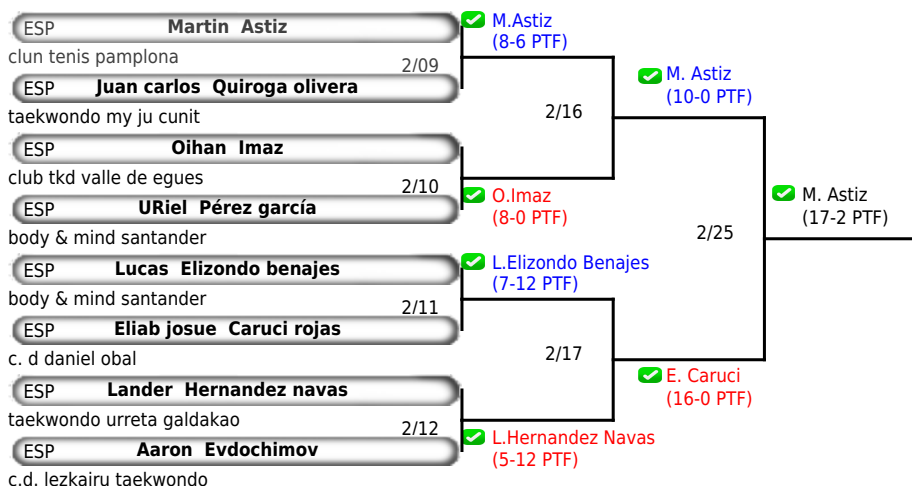 ESP Martin Astiz
clun tenis pamplona
2/09
ESP Juan carlos Quiroga olivera
taekwondo my ju cunit
ESP Oihan Imaz
club tkd valle de egues
2/10
ESP URiel Pérez garcía
body & mind santander
ESP Lucas Elizondo benajes
body & mind santander
2/11
ESP Eliab josue Caruci rojas
c. d daniel obal
ESP Lander Hernandez navas
taekwondo urreta galdakao
2/12
ESP Aaron Evdochimov
c.d. lezkairu taekwondo
M.Astiz
(8-6 PTF)
2/16
O.Imaz
(8-0 PTF)
L.Elizondo Benajes
(7-12 PTF)
2/17
L.Hernandez Navas
(5-12 PTF)
M. Astiz
(10-0 PTF)
2/25
E. Caruci
(16-0 PTF)
M. Astiz
(17-2 PTF)